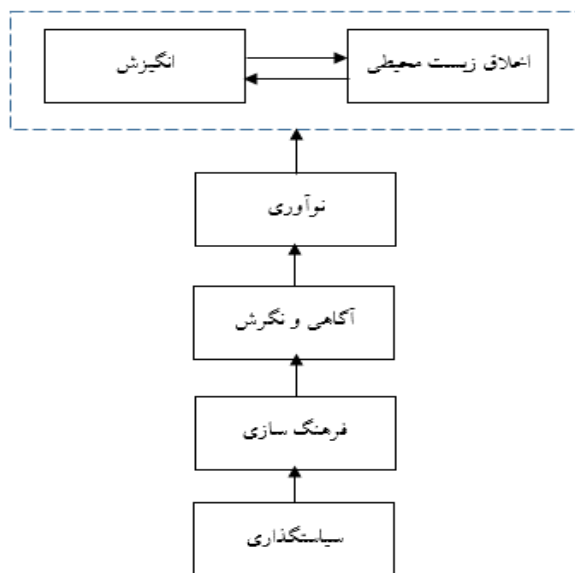 اخلاق زیست محیطی
انگیزش
نوآوری
آگاهی و نگرش
فرهنگ سازی
سیاستگذاری